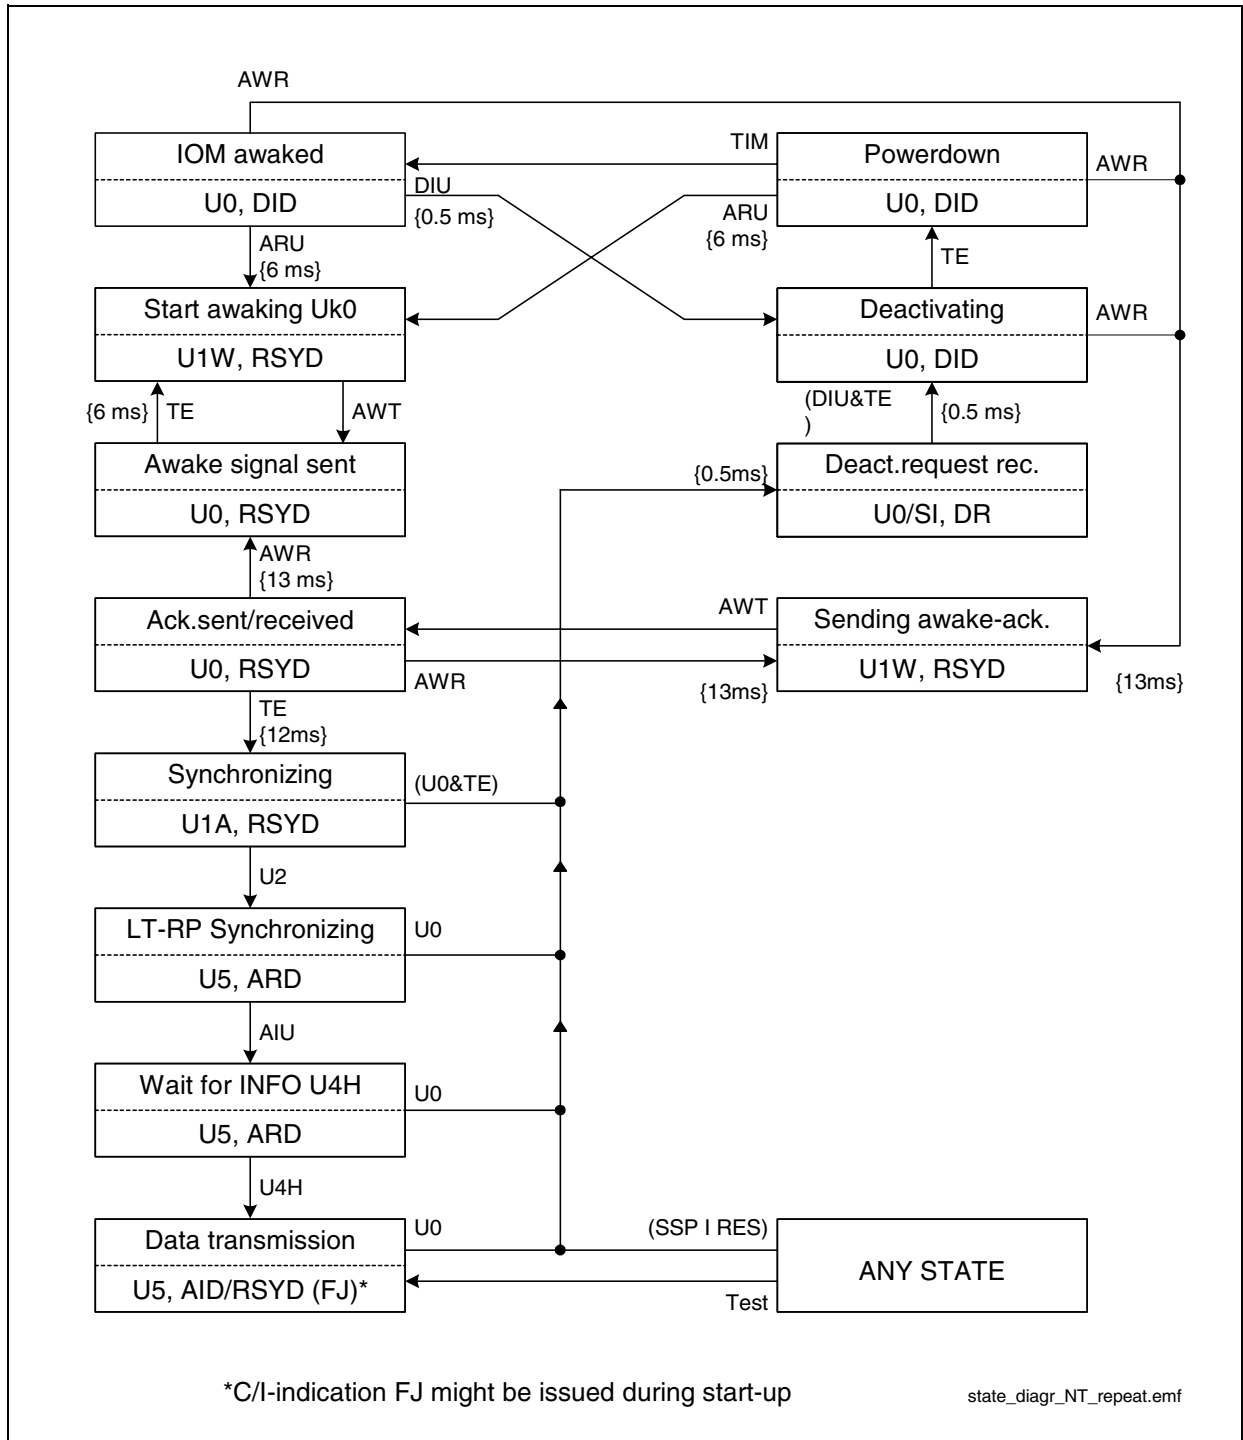 AWR
IOM awaked
U0, DID
TIM
Powerdown
U0, DID
AWR
DIU
{0.5 ms}
ARU
{6 ms}
ARU
{6 ms}
TE
Start awaking Uk0
U1W, RSYD
Deactivating
U0, DID
AWR
{6 ms}
TE
AWT
(DIU&TE
)
{0.5 ms}
Awake signal sent
U0, RSYD
{0.5ms}
Deact.request rec.
U0/SI, DR
AWR
{13 ms}
Ack.sent/received
U0, RSYD
AWT
Sending awake-ack.
U1W, RSYD
AWR
{13ms}
{13ms}
TE
{12ms}
Synchronizing
U1A, RSYD
(U0&TE)
U2
LT-RP Synchronizing
U5, ARD
U0
AIU
Wait for INFO U4H
U5, ARD
U0
U4H
Data transmission
U5, AID/RSYD (FJ)*
U0
(SSP I RES)
Test
ANY STATE
*C/I-indication FJ might be issued during start-up
state_diagr_NT_repeat.emf